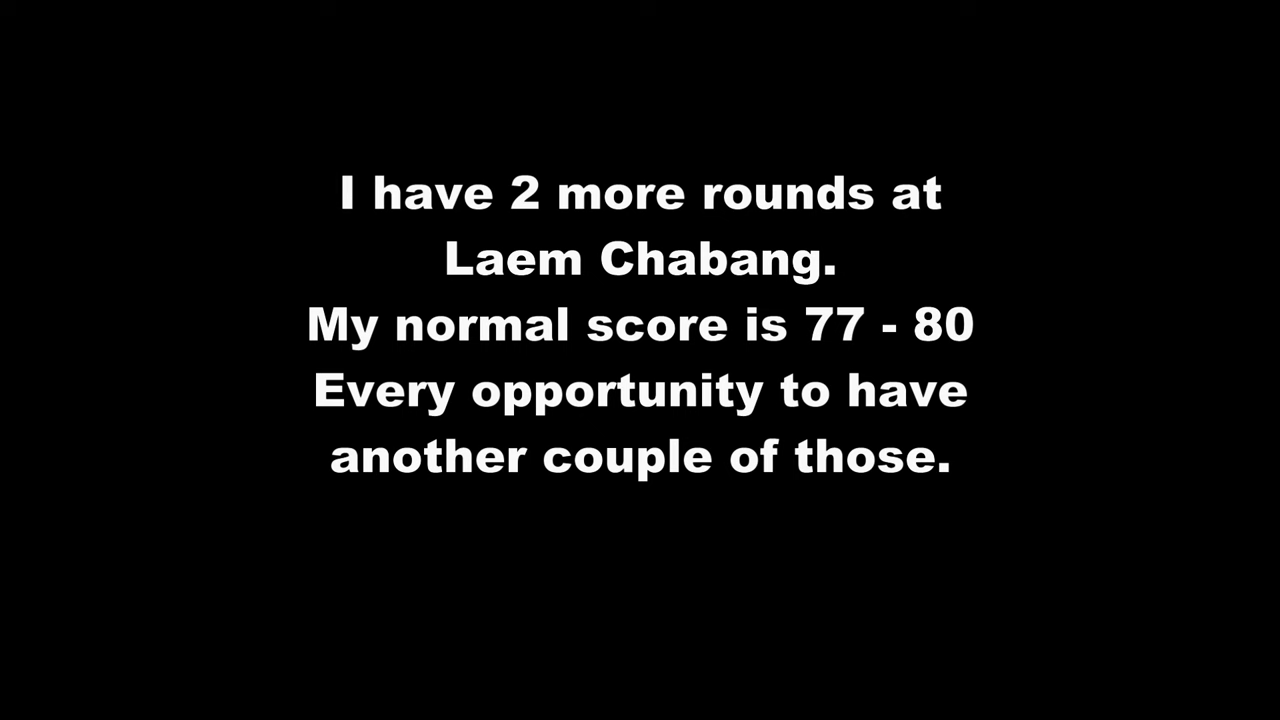 I have 2 more rounds at
Laem Chabang.
My normal score is 77 - 80
Every opportunity to have
another couple of those.